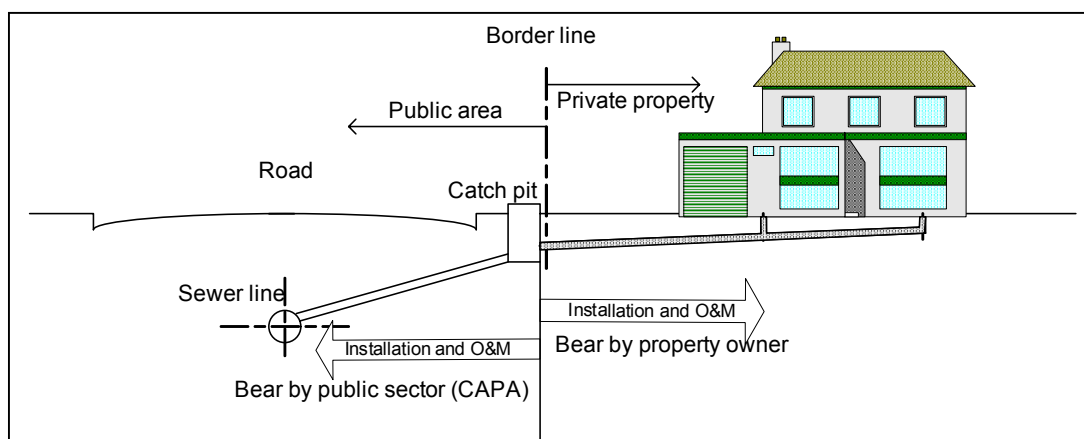 Border line
Private property
Public area
Road
Catch pit
Sewer line
Installation and O&M
Bear by property owner
Installation and O&M
Bear by public sector (CAPA)